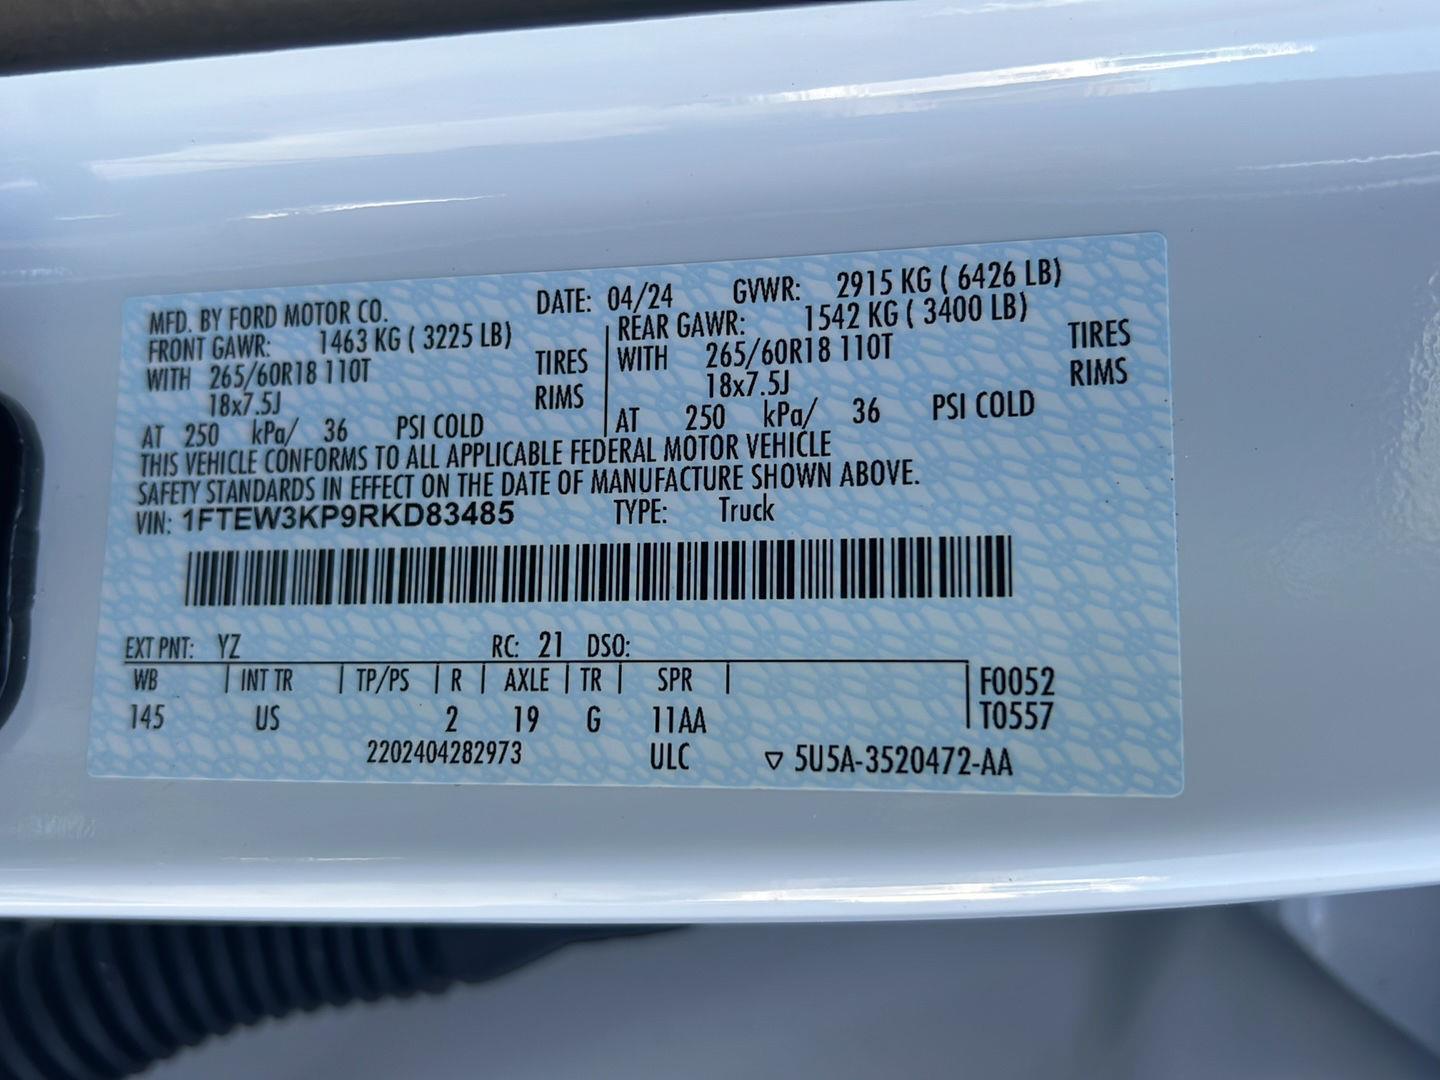 MFD. BY FORD MOTOR CO. DATE: 04/24 GVWR: 2915 KG ( 6426 LB)
FRONT GAWR: 1463 KG ( 3225 LB) REAR GAWR: 1542 KG ( 3400 LB)
WITH 265/60R18 110T TIRES WITH 265/60R18 110T TIRES
18x7.5J RIMS 18x7.5J RIMS
AT 250 kPa/ 36 PSI COLD AT 250 kPa/ 36 PSI COLD
THIS VEHICLE CONFORMS TO ALL APPLICABLE FEDERAL MOTOR VEHICLE
SAFETY STANDARDS IN EFFECT ON THE DATE OF MANUFACTURE SHOWN ABOVE.
VIN: 1FTEW3KP9RKD83485 TYPE: Truck
EXT PNT: YZ RC: 21 DSO:
WB | INT TR | TP/PS | R | AXLE | TR | SPR | F0052
145 US 2 19 G 11AA T0557
2202404282973 ULC ▽ 5U5A-3520472-AA